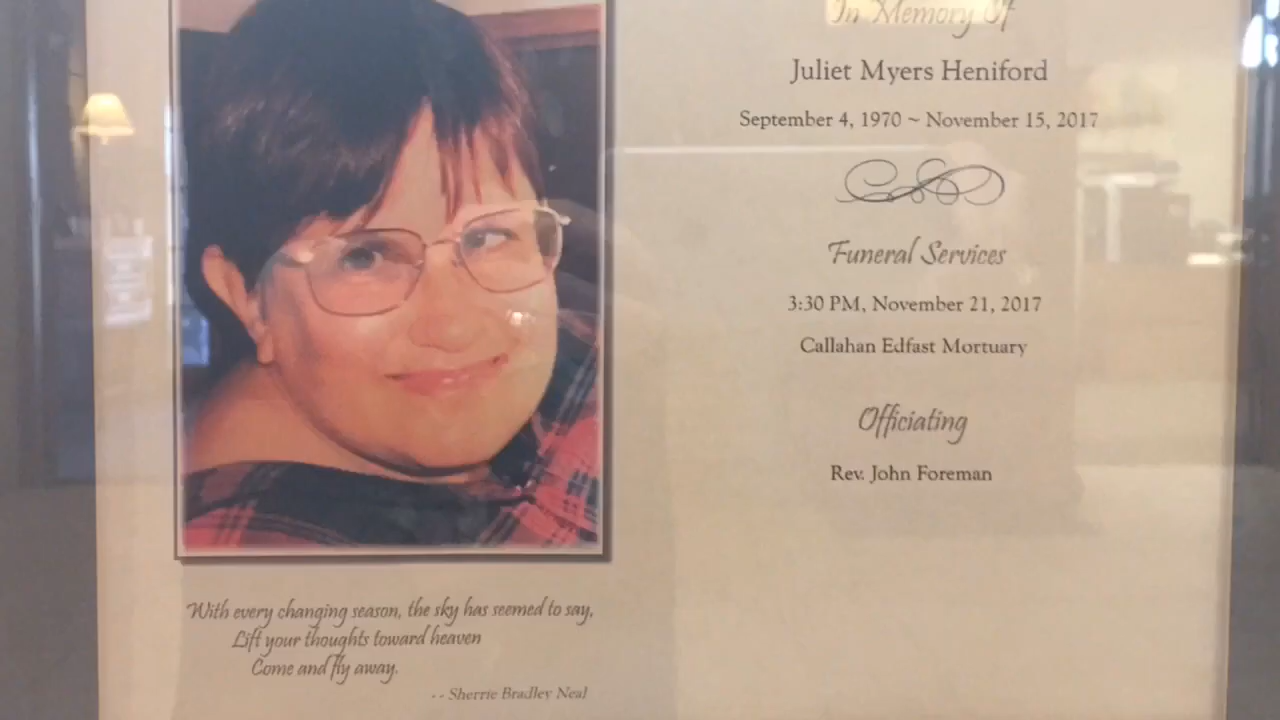 In Memory Of
Juliet Myers Heniford
September 4, 1970 ~ November 15, 2017
Funeral Services
3:30 PM, November 21, 2017
Callahan Edfast Mortuary
Officiating
Rev. John Foreman
With every changing season, the sky has seemed to say,
Lift your thoughts toward heaven
Come and fly away.
-- Sherrie Bradley Neal